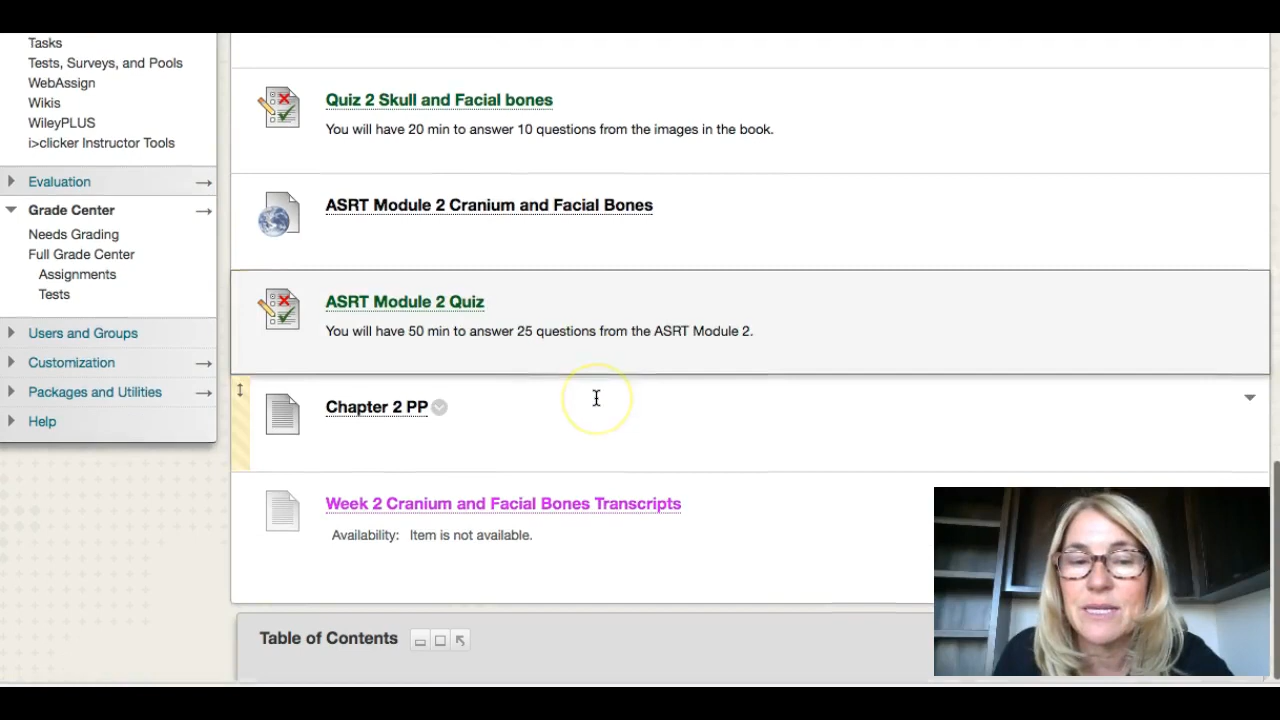 Tasks
Tests, Surveys, and Pools
WebAssign
Wikis
WileyPLUS
i>clicker Instructor Tools
Evaluation
Grade Center
Needs Grading
Full Grade Center
Assignments
Tests
Users and Groups
Customization
Packages and Utilities
Help
Quiz 2 Skull and Facial bones
You will have 20 min to answer 10 questions from the images in the book.
ASRT Module 2 Cranium and Facial Bones
ASRT Module 2 Quiz
You will have 50 min to answer 25 questions from the ASRT Module 2.
Chapter 2 PP
Week 2 Cranium and Facial Bones Transcripts
Availability: Item is not available.
Table of Contents